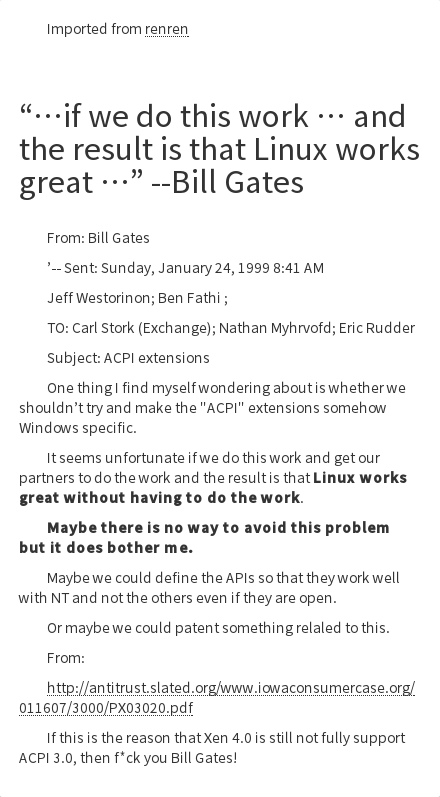 Imported from renren
“···if we do this work ··· and
the result is that Linux works
great ···” --Bill Gates
From: Bill Gates
’-- Sent: Sunday, January 24, 1999 8:41 AM
Jeff Westorinon; Ben Fathi ;
TO: Carl Stork (Exchange); Nathan Myhrvofd; Eric Rudder
Subject: ACPI extensions
One thing I find myself wondering about is whether we
shouldn’t try and make the "ACPI" extensions somehow
Windows specific.
It seems unfortunate if we do this work and get our
partners to do the work and the result is that Linux works
great without having to do the work.
Maybe there is no way to avoid this problem
but it does bother me.
Maybe we could define the APIs so that they work well
with NT and not the others even if they are open.
Or maybe we could patent something relaled to this.
From:
http://antitrust.slated.org/www.iowaconsumercase.org/
011607/3000/PX03020.pdf
If this is the reason that Xen 4.0 is still not fully support
ACPI 3.0, then f*ck you Bill Gates!